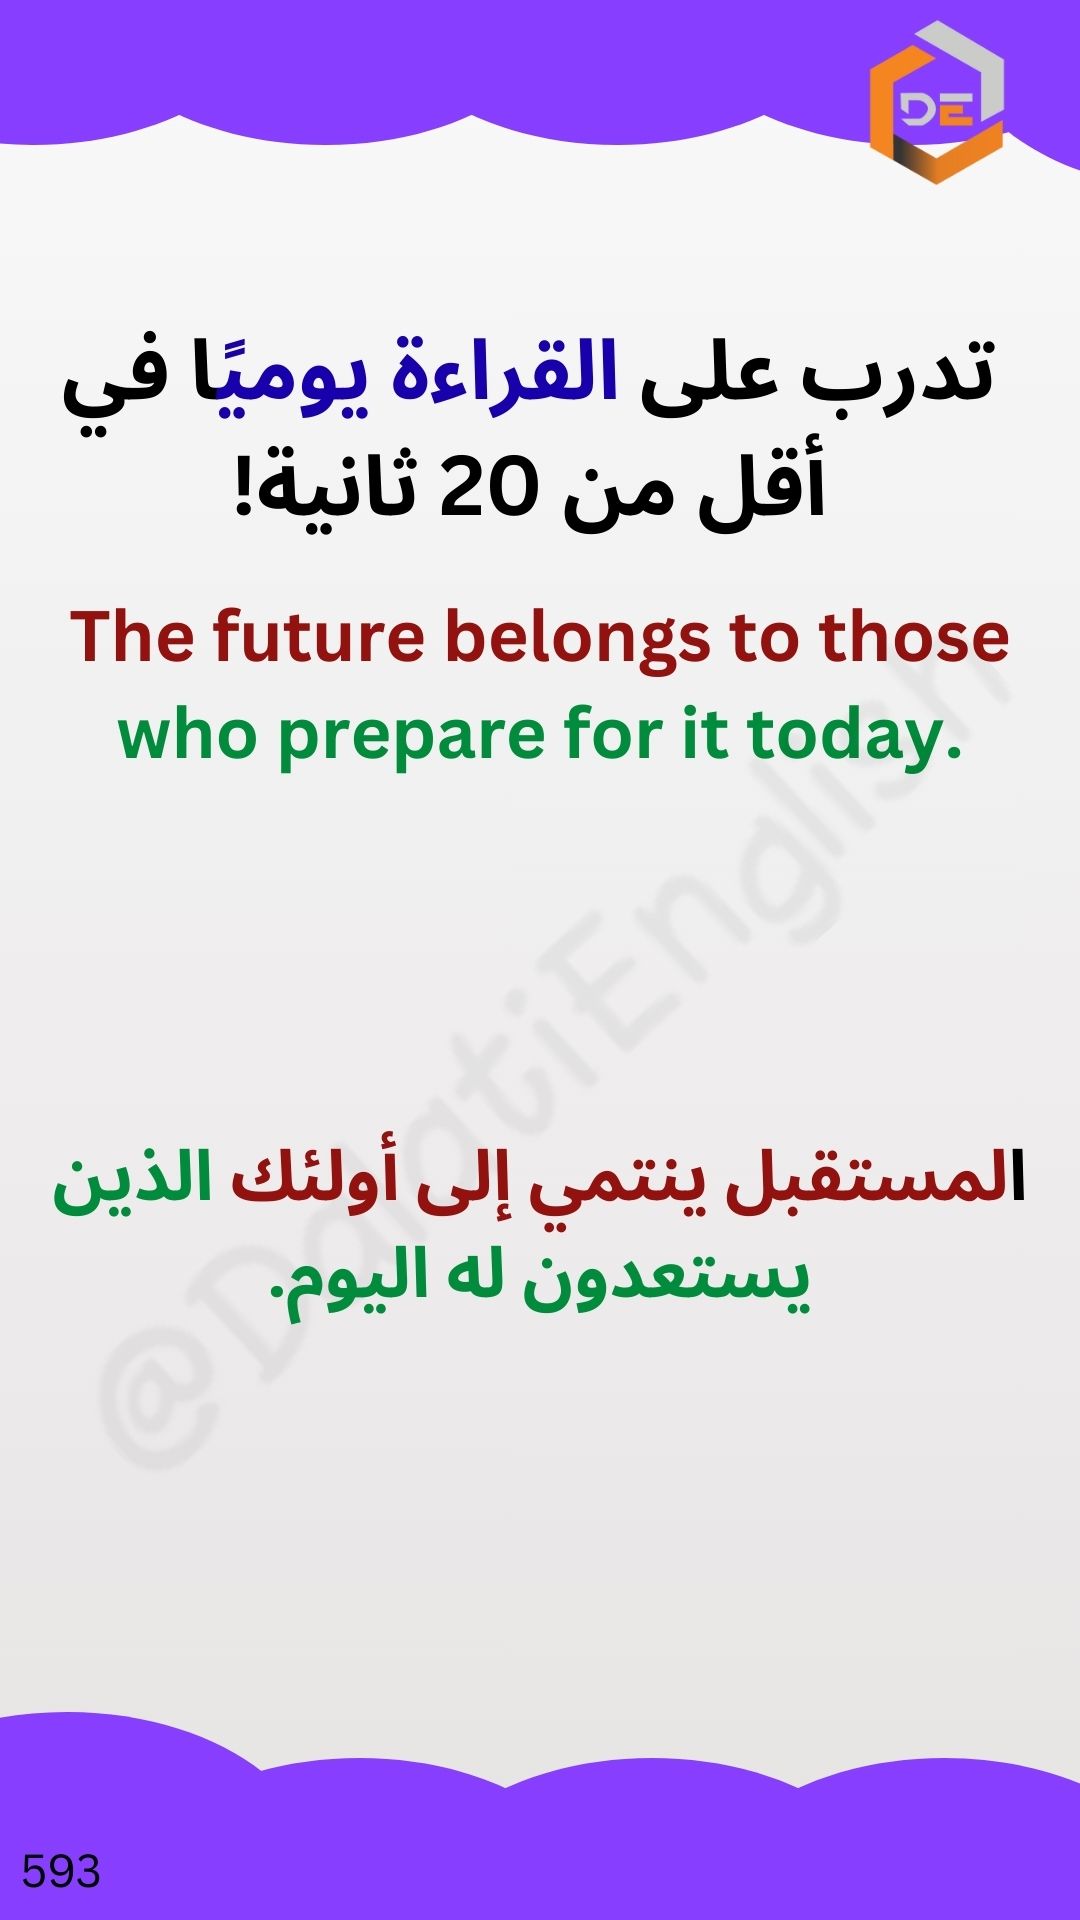 DE
تدرب على القراءة يوميًا في
أقل من 20 ثانية!
The future belongs to those
who prepare for it today.
@DalatiEnglish
المستقبل ينتمي إلى أولئك الذين
يستعدون له اليوم.
593